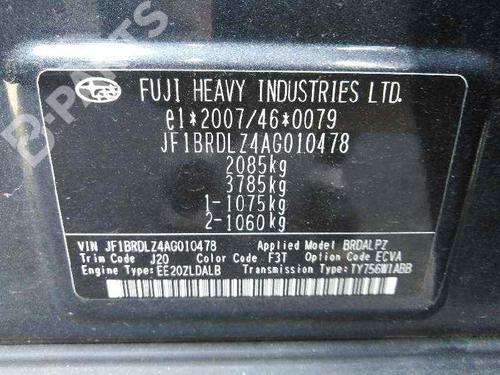 B-PARTS
FUJI HEAVY INDUSTRIES LTD.
e1*2007/46*0079
JF1BRDLZ4AG010478
2085kg
3785kg
1-1075kg
2-1060kg
VIN JF1BRDLZ4AG010478 Applied Model BRDALPZ
Trim Code J20 Color Code F3T Option Code ECVA
Engine Type: EE20ZLDALB Transmission Type: TY756W1ABB